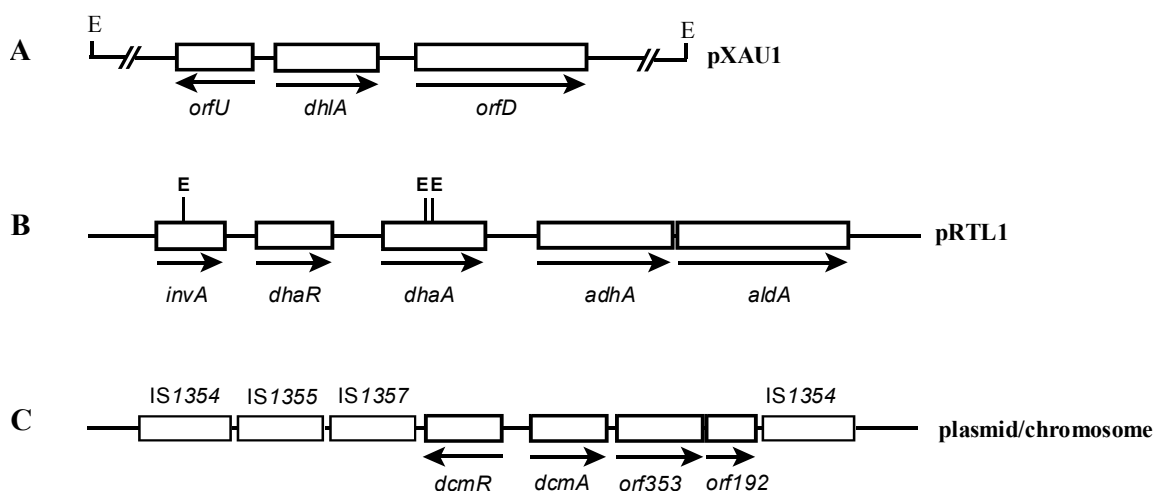 E E
A pXAU1
orfU dhlA orfD
E EE
B pRTL1
invA dhaR dhaA adhA aldA
IS1354 IS1355 IS1357 IS1354
C plasmid/chromosome
dcmR dcmA orf353 orf192